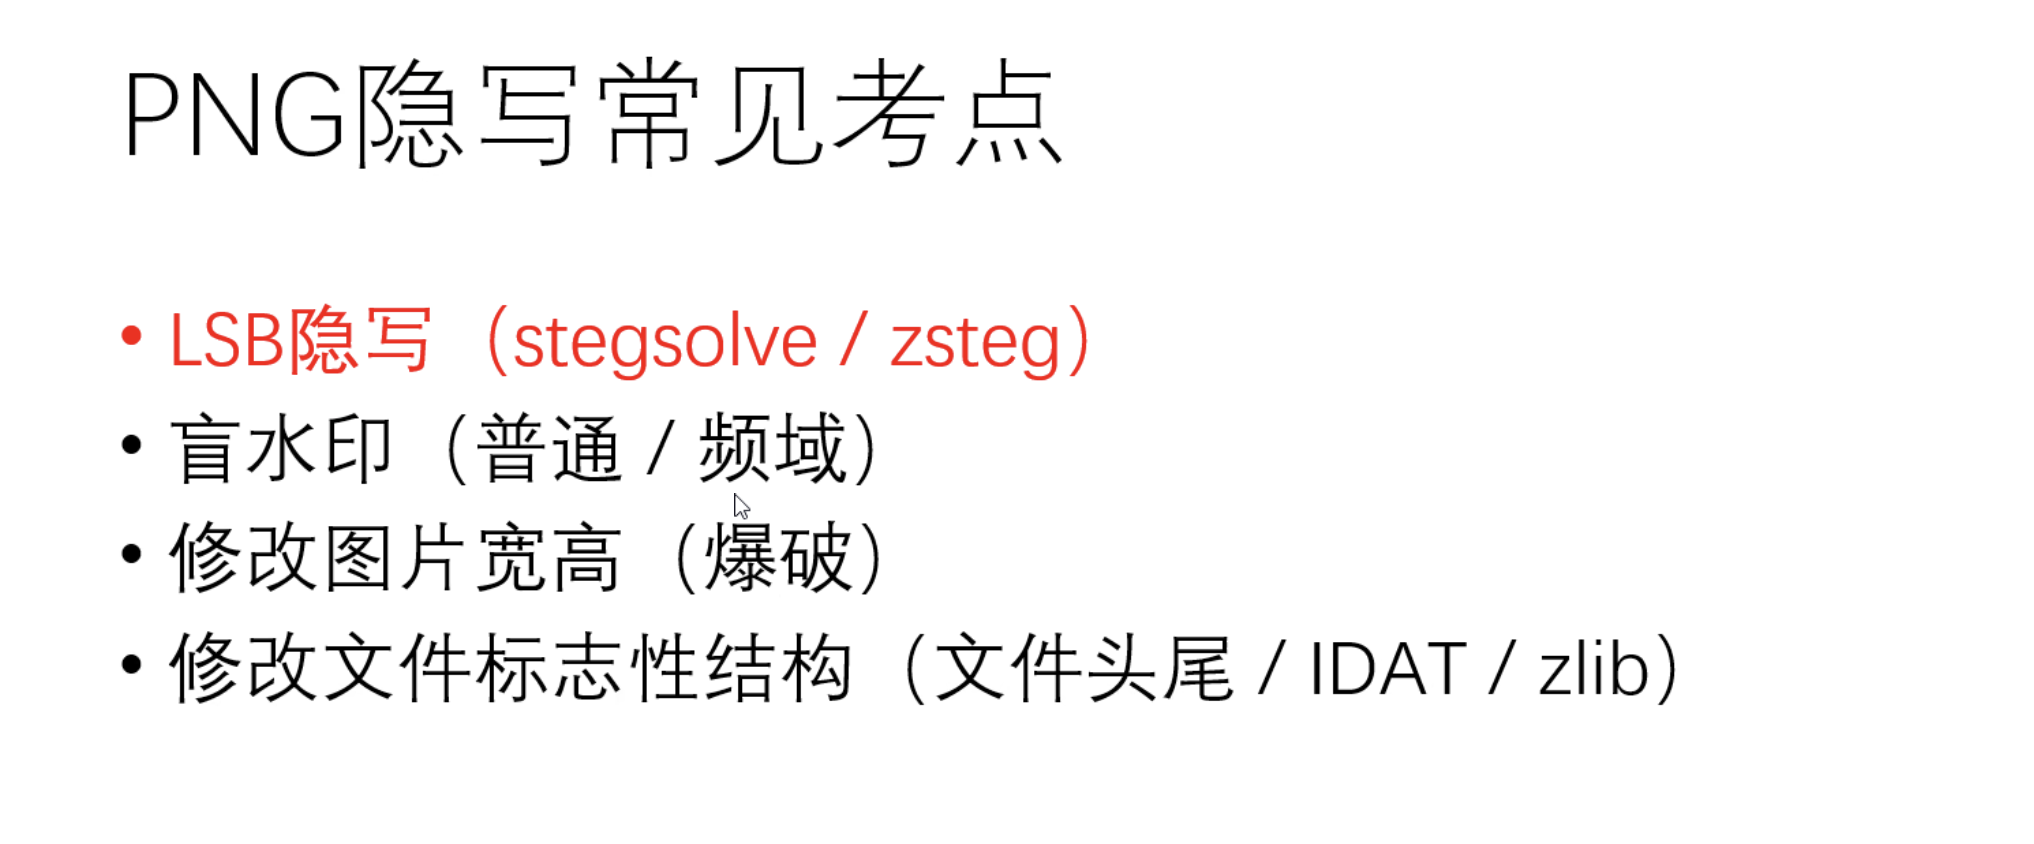 PNG隐写常见考点
• LSB隐写（stegsolve / zsteg）
• 盲水印（普通 / 频域）
• 修改图片宽高（爆破）
• 修改文件标志性结构（文件头尾 / IDAT / zlib）